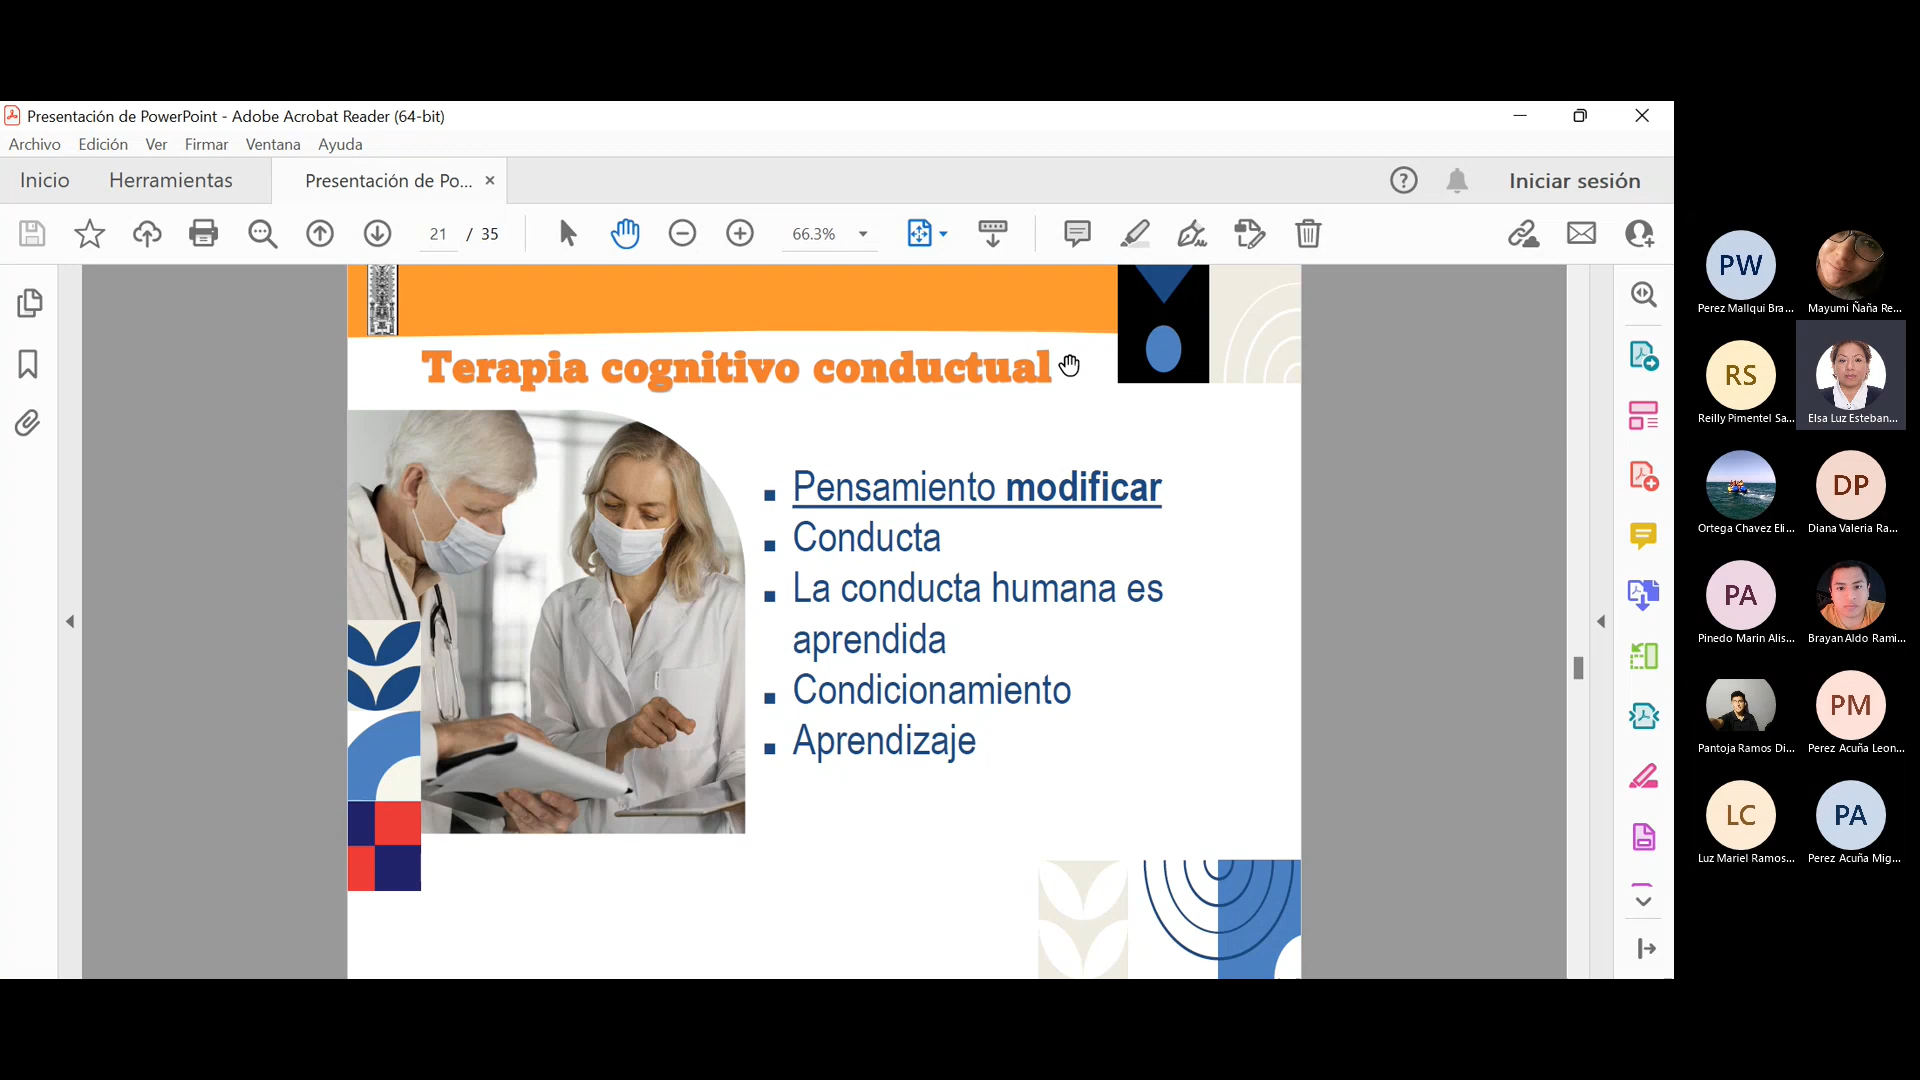 Presentación de PowerPoint - Adobe Acrobat Reader (64-bit)
Archivo Edición Ver Firmar Ventana Ayuda
Inicio Herramientas Presentación de Po... × Iniciar sesión
21 / 35 66.3%
Terapia cognitivo conductual
Pensamiento modificar
Conducta
La conducta humana es
aprendida
Condicionamiento
Aprendizaje
PW
Perez Mallqui Bra... Mayumi Ñaña Re...
RS
Reilly Pimentel Sa... Elsa Luz Esteban...
DP
Ortega Chavez Eli... Diana Valeria Ra...
PA
Pinedo Marin Alis... Brayan Aldo Rami...
PM
Pantoja Ramos Di... Perez Acuña Leon...
LC PA
Luz Mariel Ramos... Perez Acuña Mig...